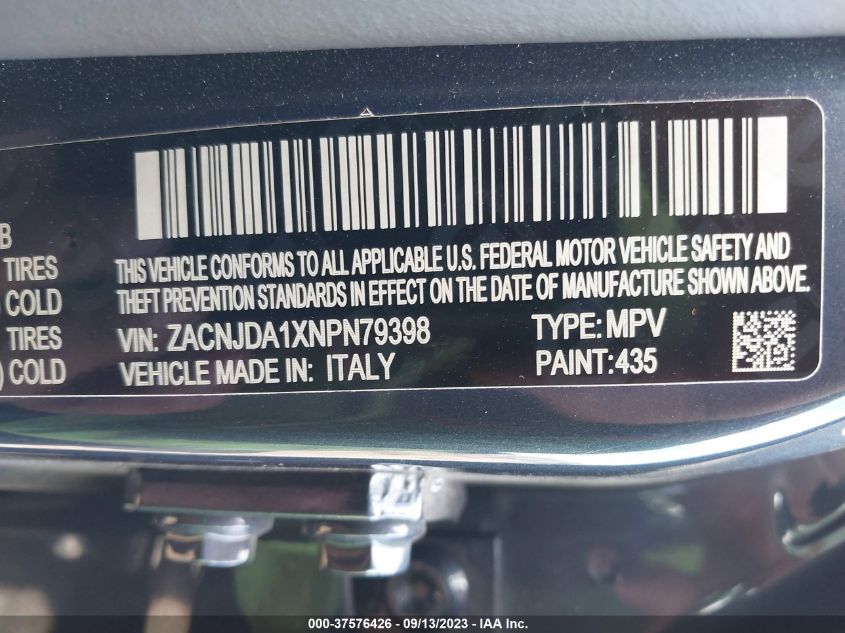 B
TIRES
COLD
TIRES
) COLD
THIS VEHICLE CONFORMS TO ALL APPLICABLE U.S. FEDERAL MOTOR VEHICLE SAFETY AND
THEFT PREVENTION STANDARDS IN EFFECT ON THE DATE OF MANUFACTURE SHOWN ABOVE.
VIN: ZACNJDA1XNPN79398 TYPE: MPV
VEHICLE MADE IN: ITALY PAINT:435
000-37576426 - 09/13/2023 - IAA Inc.